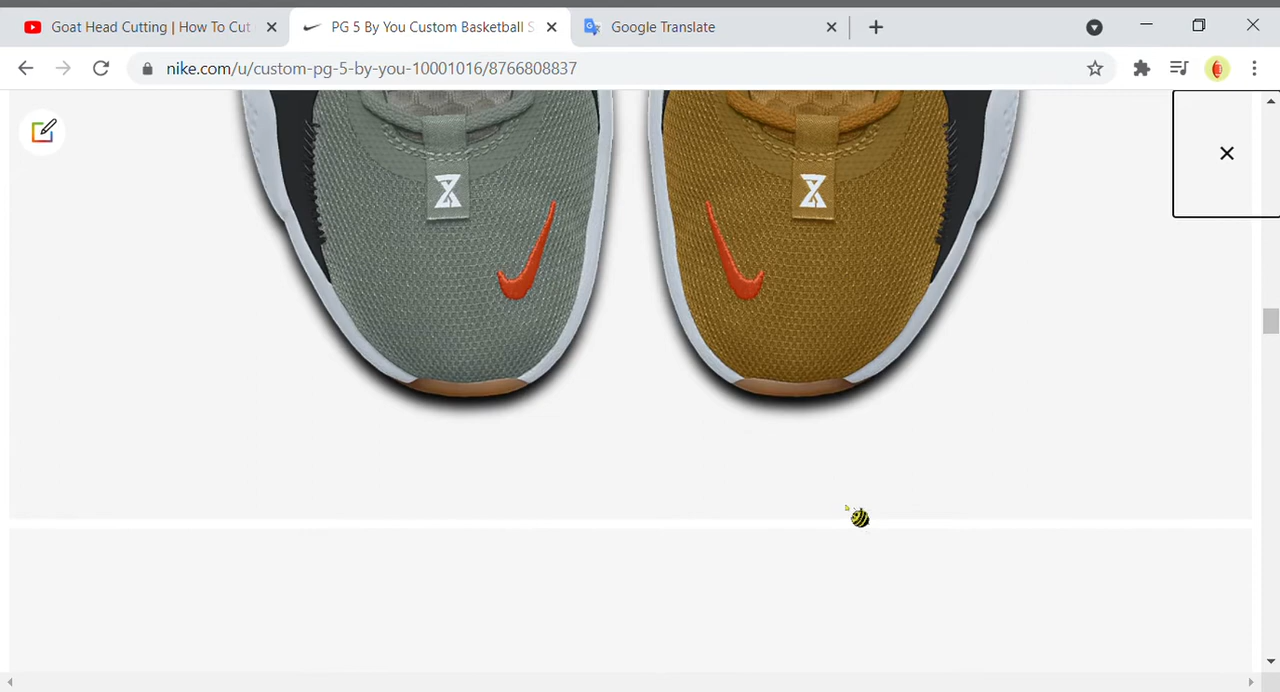 Goat Head Cutting | How To Cut
PG 5 By You Custom Basketball S
Google Translate
nike.com/u/custom-pg-5-by-you-10001016/8766808837